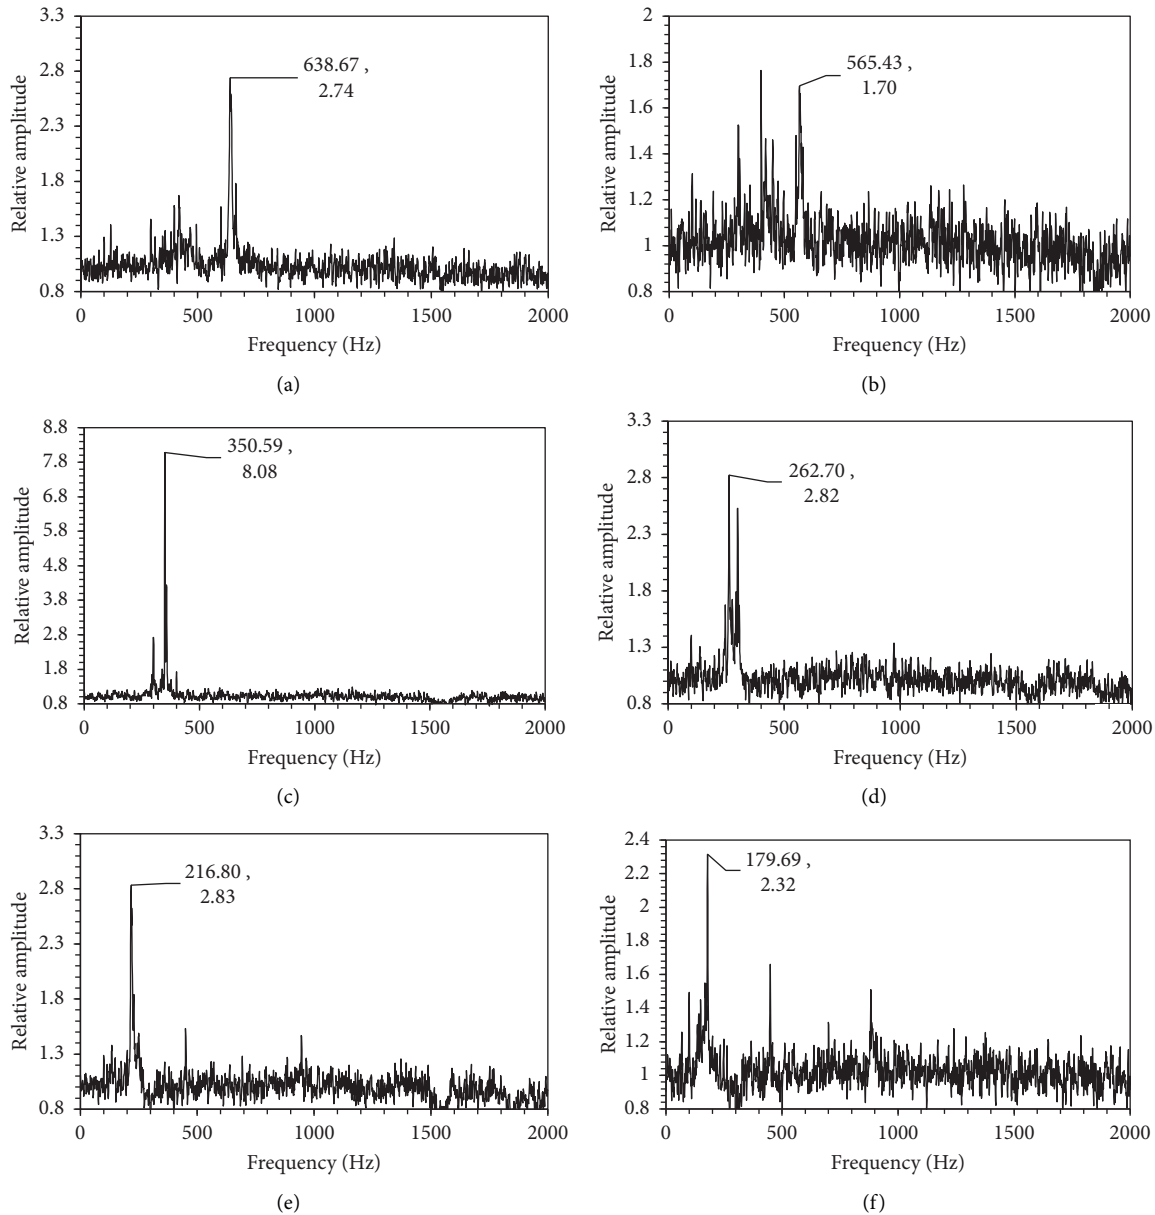 3.3
2.8
2.3
1.8
1.3
0.8
Relative amplitude
638.67 ,
2.74
0 500 1000 1500 2000
Frequency (Hz)
(a)
2
1.8
1.6
1.4
1.2
1
0.8
Relative amplitude
565.43 ,
1.70
0 500 1000 1500 2000
Frequency (Hz)
(b)
8.8
7.8
6.8
5.8
4.8
3.8
2.8
1.8
0.8
Relative amplitude
350.59 ,
8.08
0 500 1000 1500 2000
Frequency (Hz)
(c)
3.3
2.8
2.3
1.8
1.3
0.8
Relative amplitude
262.70 ,
2.82
0 500 1000 1500 2000
Frequency (Hz)
(d)
3.3
2.8
2.3
1.8
1.3
0.8
Relative amplitude
216.80 ,
2.83
0 500 1000 1500 2000
Frequency (Hz)
(e)
2.4
2.2
2
1.8
1.6
1.4
1.2
1
0.8
Relative amplitude
179.69 ,
2.32
0 500 1000 1500 2000
Frequency (Hz)
(f)